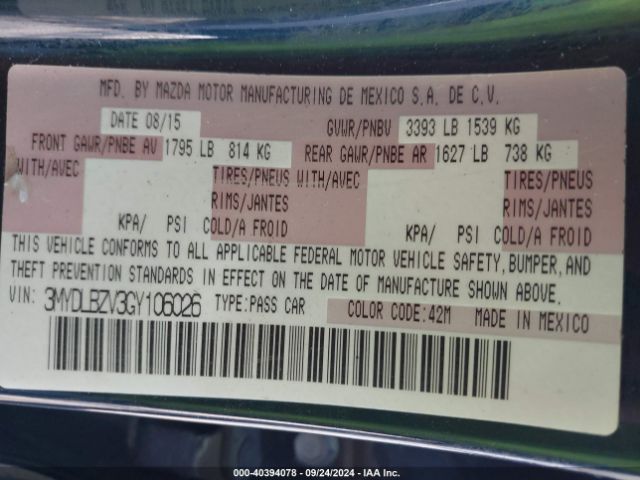 MFD. BY MAZDA MOTOR MANUFACTURING DE MEXICO S.A. DE C.V.
DATE 08/15 GVWR/PNBV 3393 LB 1539 KG
FRONT GAWR/PNBE AV 1795 LB 814 KG REAR GAWR/PNBE AR 1627 LB 738 KG
WITH/AVEC TIRES/PNEUS WITH/AVEC TIRES/PNEUS
RIMS/JANTES RIMS/JANTES
KPA/ PSI COLD/A FROID KPA/ PSI COLD/A FROID
THIS VEHICLE CONFORMS TO ALL APPLICABLE FEDERAL MOTOR VEHICLE SAFETY, BUMPER, AND
THEFT PREVENTION STANDARDS IN EFFECT ON THE DATE OF MANUFACTURE SHOWN ABOVE.
VIN: 3MYDLBZV3GY106026 TYPE:PASS CAR COLOR CODE:42M MADE IN MEXICO
000-40394078 - 09/24/2024 - IAA Inc.